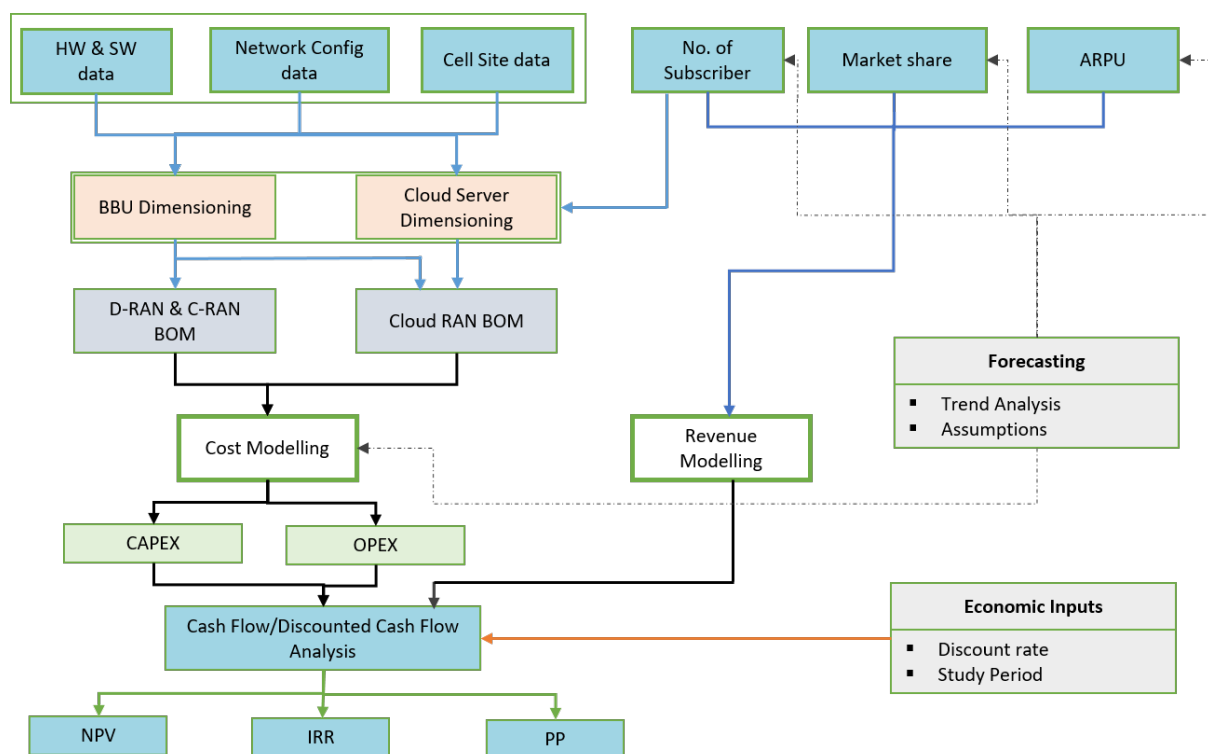 HW & SW
data
Network Config
data
Cell Site data
No. of
Subscriber
Market share
ARPU
BBU Dimensioning
Cloud Server
Dimensioning
D-RAN & C-RAN
BOM
Cloud RAN BOM
Forecasting
▪ Trend Analysis
▪ Assumptions
Cost Modelling
Revenue
Modelling
CAPEX
OPEX
Cash Flow/Discounted Cash Flow
Analysis
Economic Inputs
▪ Discount rate
▪ Study Period
NPV
IRR
PP